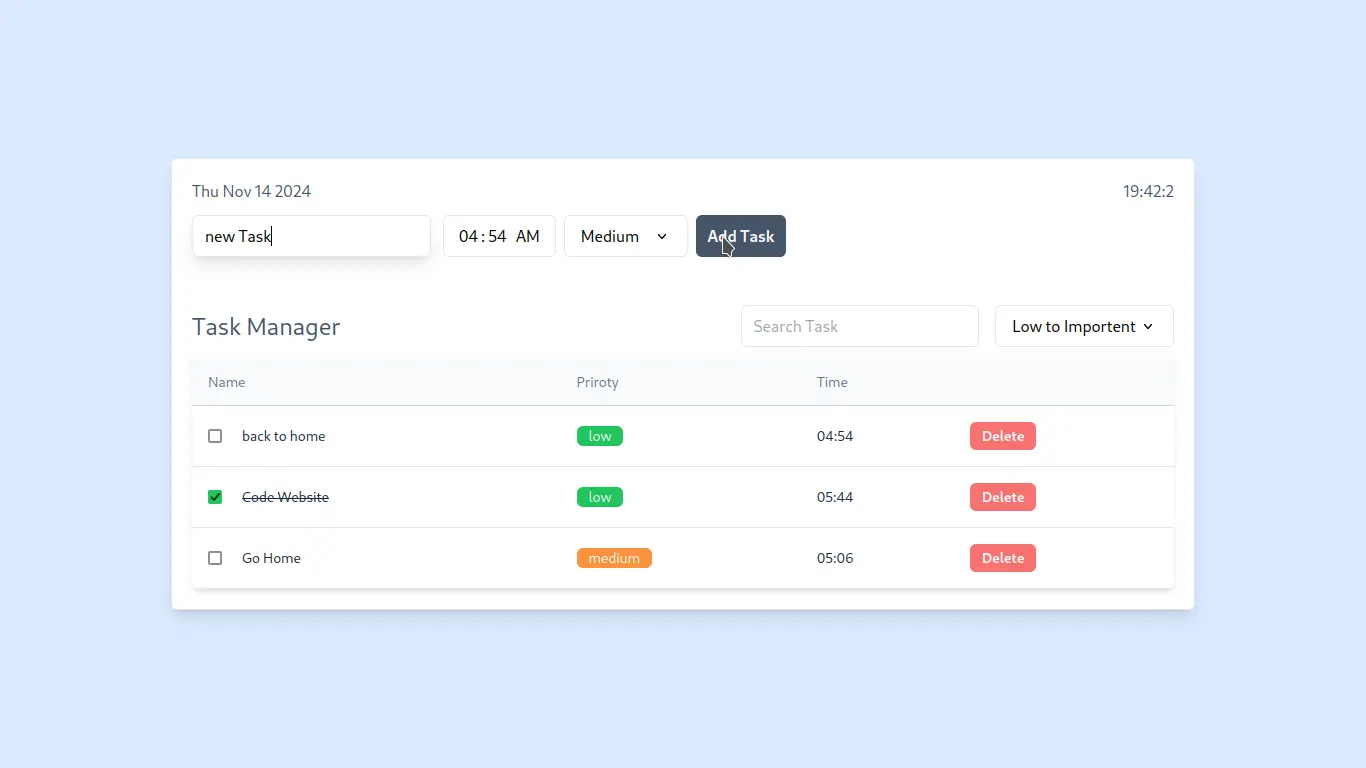 Thu Nov 14 2024 19:42:2
new Task 04:54 AM Medium Add Task
Task Manager Search Task Low to Importent
Name Priroty Time
back to home low 04:54 Delete
Code Website low 05:44 Delete
Go Home medium 05:06 Delete